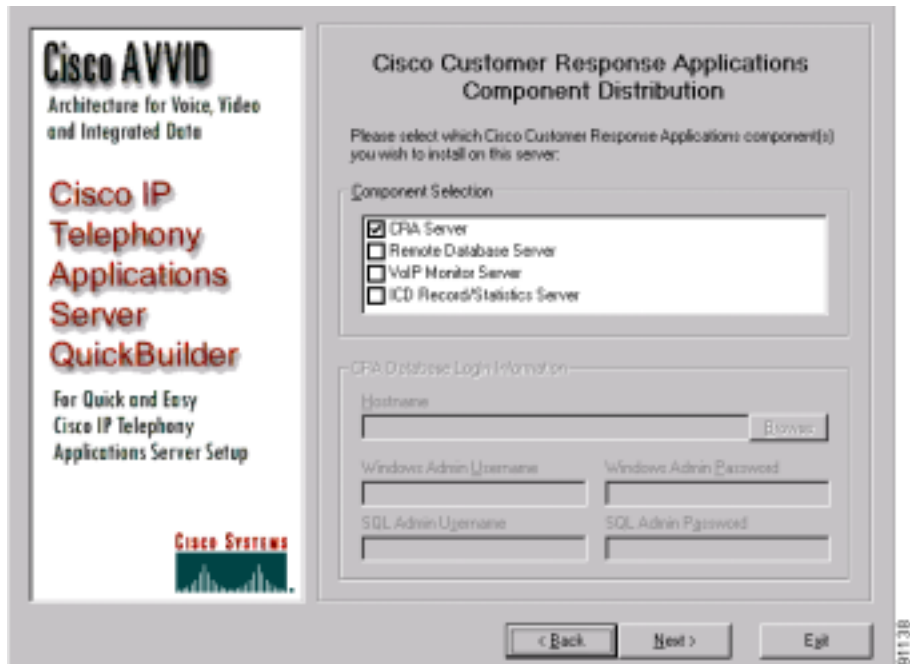 Cisco AVVID
Architecture for Voice, Video
and Integrated Data
Cisco IP
Telephony
Applications
Server
QuickBuilder
For Quick and Easy
Cisco IP Telephony
Applications Server Setup
CISCO SYSTEMS
Cisco Customer Response Applications
Component Distribution
Please select which Cisco Customer Response Applications component(s)
you wish to install on this server:
Component Selection
CRA Server
Remote Database Server
VoIP Monitor Server
ICD Record/Statistics Server
CRA Database Login Information
Hostname
Browse
Windows Admin Username
Windows Admin Password
SQL Admin Username
SQL Admin Password
< Back
Next >
Exit
91138